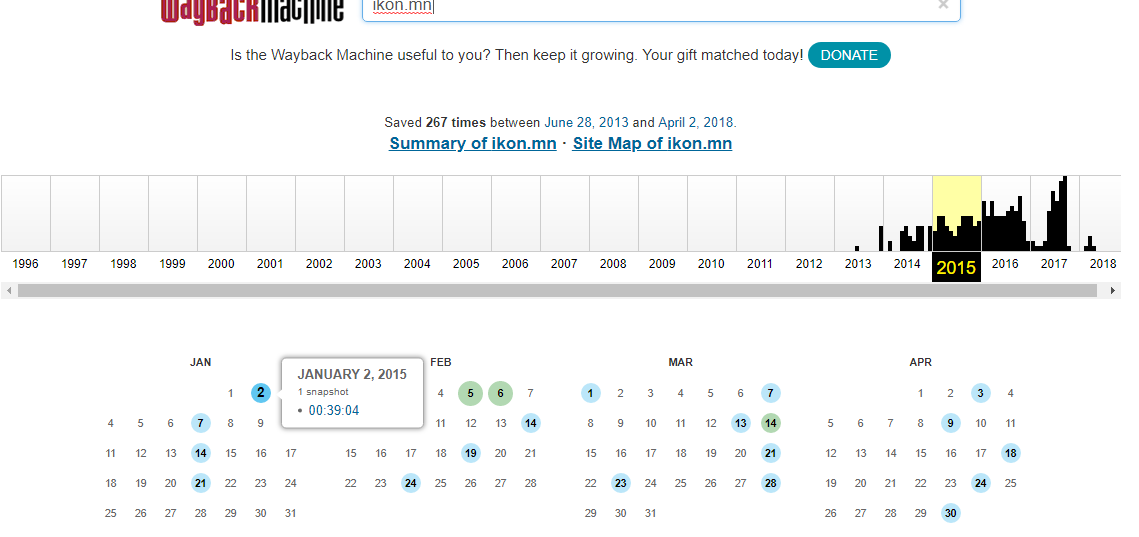 WayBackMachine
ikon.mn
×
Is the Wayback Machine useful to you? Then keep it growing. Your gift matched today! DONATE
Saved 267 times between June 28, 2013 and April 2, 2018.
Summary of ikon.mn · Site Map of ikon.mn
1996 1997 1998 1999 2000 2001 2002 2003 2004 2005 2006 2007 2008 2009 2010 2011 2012 2013 2014 2015 2016 2017 2018
JAN
1 2
4 5 6 7 8 9
11 12 13 14 15 16 17
18 19 20 21 22 23 24
25 26 27 28 29 30 31
JANUARY 2, 2015
1 snapshot
• 00:39:04
FEB
4 5 6 7
11 12 13 14
15 16 17 18 19 20 21
22 23 24 25 26 27 28
MAR
1 2 3 4 5 6 7
8 9 10 11 12 13 14
15 16 17 18 19 20 21
22 23 24 25 26 27 28
29 30 31
APR
1 2 3 4
5 6 7 8 9 10 11
12 13 14 15 16 17 18
19 20 21 22 23 24 25
26 27 28 29 30